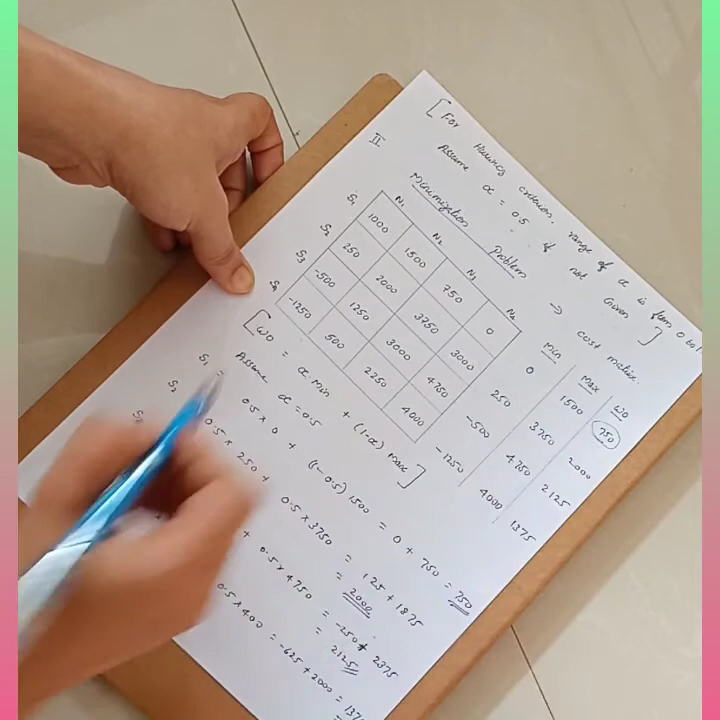 [For Hurwicz criterion, range of α is from 0 to 1
Assume α = 0.5 if not Given]
II Minimization Problem → cost matrix
N1 N2 N3 N4 Min Max WO
S1 1000 1500 750 0 0 1500 750
S2 250 2000 3750 3000 250 3750 2000
S3 -500 1250 3000 4750 -500 4750 2125
S4 -1250 500 2250 4000 -1250 4000 1375
[WO = α Min + (1-α) Max]
Assume α = 0.5
S1 = 0.5 × 0 + (1-0.5) 1500 = 0 + 750 = 750
S2 0.5 × 250 + 0.5 × 3750 = 125 + 1875
= 2000
S3 + 0.5 × 4750 = -250 + 2375
= 2125
0.5 × 400 = -625 + 2000 = 137